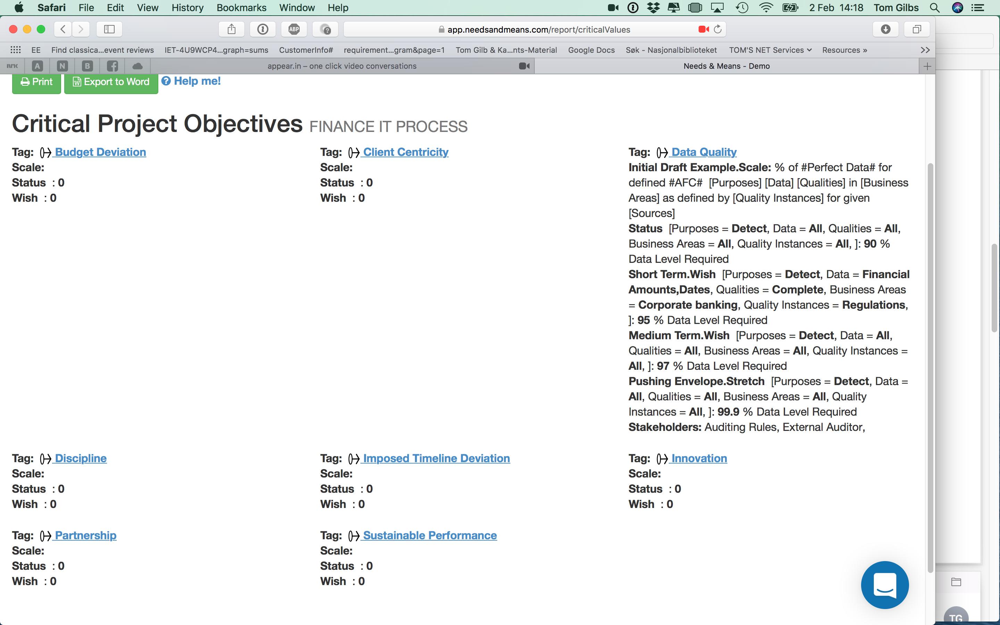 Safari File Edit View History Bookmarks Window Help 2 Feb 14:18 Tom Gilbs
ABP app.needsandmeans.com/report/criticalValues
EE Find classica...event reviews IET-4U9WCP4...graph=sums CustomerInfo# requirement...gram&page=1 Tom Gilb & Ka...nts-Material Google Docs Søk - Nasjonalbiblioteket TOM'S NET Services Resources »
NRK A N B f appear.in – one click video conversations Needs & Means - Demo
Print Export to Word Help me!
Critical Project Objectives FINANCE IT PROCESS
Tag: Budget Deviation
Scale:
Status : 0
Wish : 0
Tag: Client Centricity
Scale:
Status : 0
Wish : 0
Tag: Data Quality
Initial Draft Example.Scale: % of #Perfect Data# for
defined #AFC# [Purposes] [Data] [Qualities] in [Business
Areas] as defined by [Quality Instances] for given
[Sources]
Status [Purposes = Detect, Data = All, Qualities = All,
Business Areas = All, Quality Instances = All, ]: 90 %
Data Level Required
Short Term.Wish [Purposes = Detect, Data = Financial
Amounts,Dates, Qualities = Complete, Business Areas
= Corporate banking, Quality Instances = Regulations,
]: 95 % Data Level Required
Medium Term.Wish [Purposes = Detect, Data = All,
Qualities = All, Business Areas = All, Quality Instances =
All, ]: 97 % Data Level Required
Pushing Envelope.Stretch [Purposes = Detect, Data =
All, Qualities = All, Business Areas = All, Quality
Instances = All, ]: 99.9 % Data Level Required
Stakeholders: Auditing Rules, External Auditor,
Tag: Discipline
Scale:
Status : 0
Wish : 0
Tag: Imposed Timeline Deviation
Scale:
Status : 0
Wish : 0
Tag: Innovation
Scale:
Status : 0
Wish : 0
Tag: Partnership
Scale:
Status : 0
Wish : 0
Tag: Sustainable Performance
Scale:
Status : 0
Wish : 0
TG